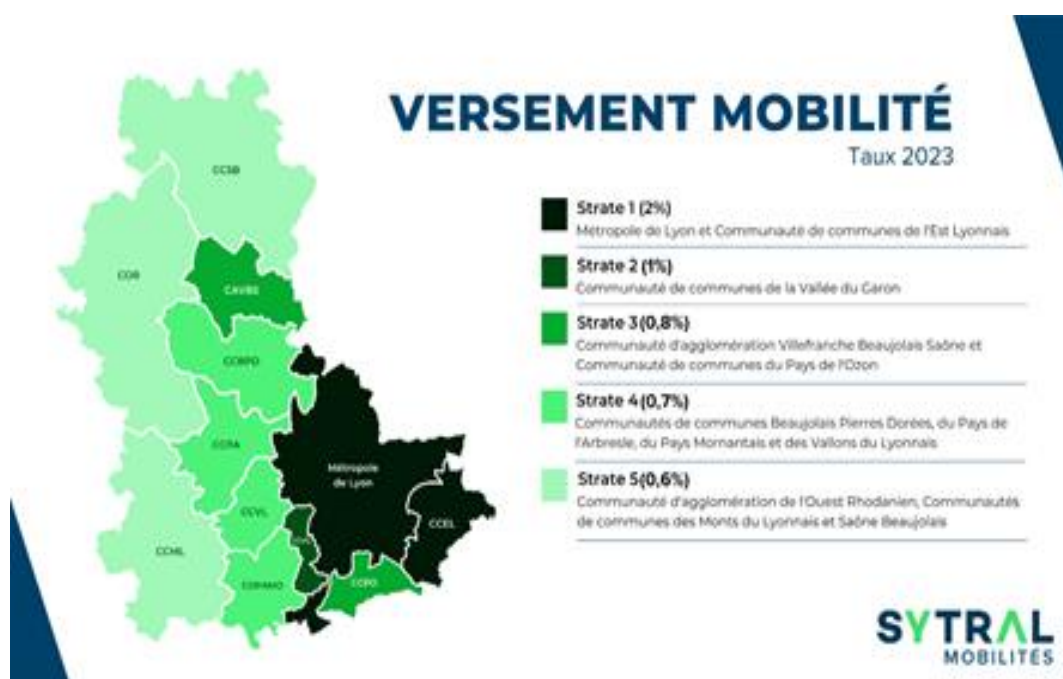 VERSEMENT MOBILITÉ
Taux 2023
Strate 1 (2%)
Métropole de Lyon et Communauté de communes de l'Est Lyonnais
Strate 2 (1%)
Communauté de communes de la Vallée du Garon
Strate 3 (0,8%)
Communauté d'agglomération Villefranche Beaujolais Saône et
Communauté de communes du Pays de l'Ozon
Strate 4 (0,7%)
Communautés de communes Beaujolais Pierres Dorées, du Pays de
l'Arbresle, du Pays Mornantais et des Vallons du Lyonnais
Strate 5 (0,6%)
Communauté d'agglomération de l'Ouest Rhodanien, Communautés
de communes des Monts du Lyonnais et Saône Beaujolais
CCSB
COR
CAVBS
CCBPD
CCPA
Métropole
de Lyon
CCVL
CCEL
CCML
COPAMO
CCPO
SYTRAL
MOBILITÉS